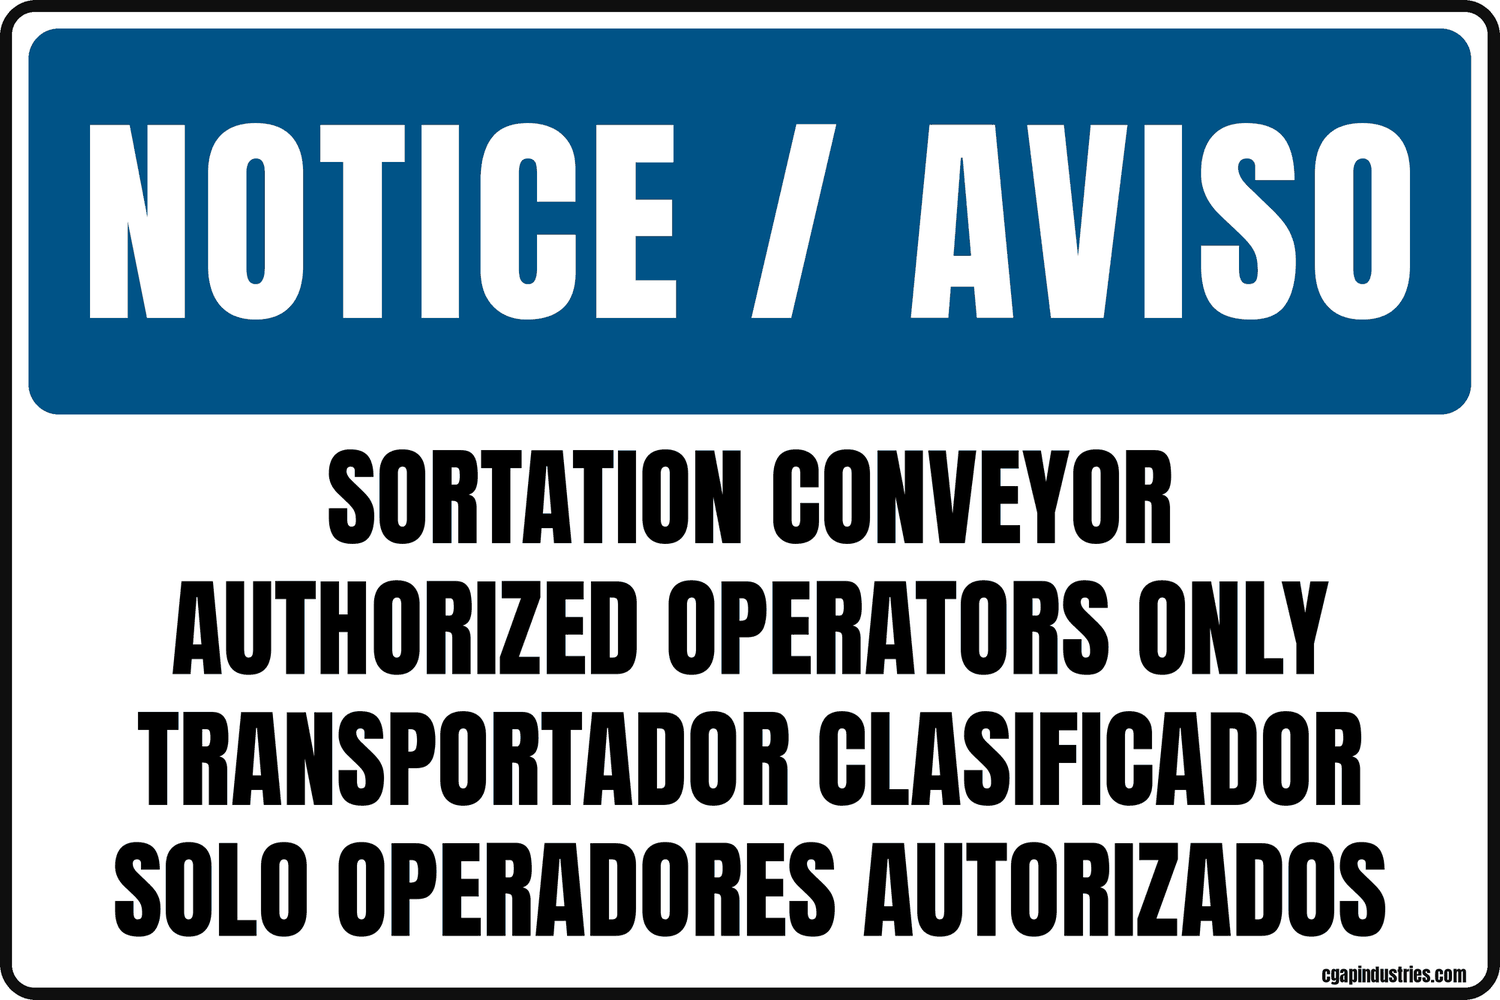 NOTICE / AVISO
SORTATION CONVEYOR
AUTHORIZED OPERATORS ONLY
TRANSPORTADOR CLASIFICADOR
SOLO OPERADORES AUTORIZADOS
cgapindustries.com